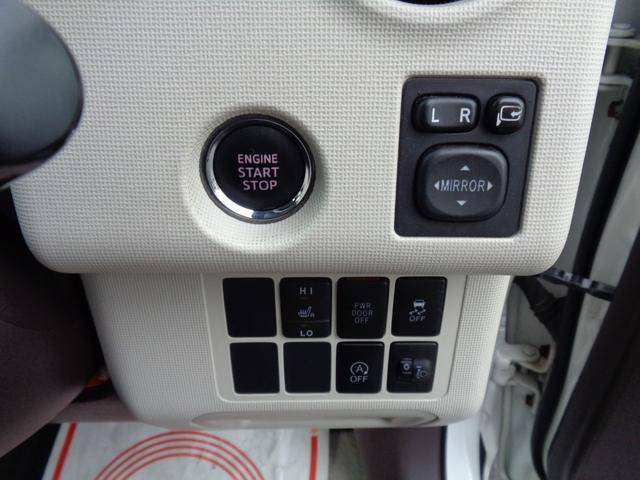 ENGINE
START
STOP
L R
MIRROR
HI
R
LO
PWR
DOOR
OFF
OFF
A
OFF